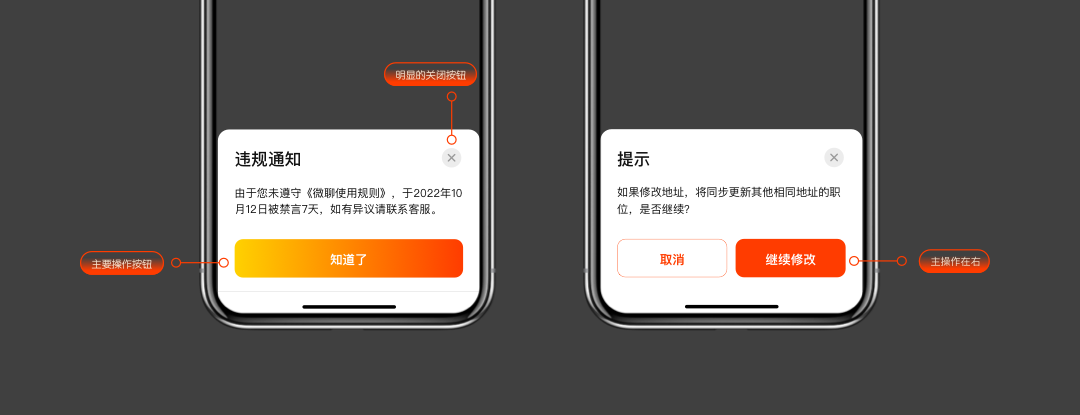 明显的关闭按钮
违规通知
由于您未遵守《微聊使用规则》，于2022年10
月12日被禁言7天，如有异议请联系客服。
主要操作按钮
知道了
提示
如果修改地址，将同步更新其他相同地址的职
位，是否继续?
取消
继续修改
主操作在右